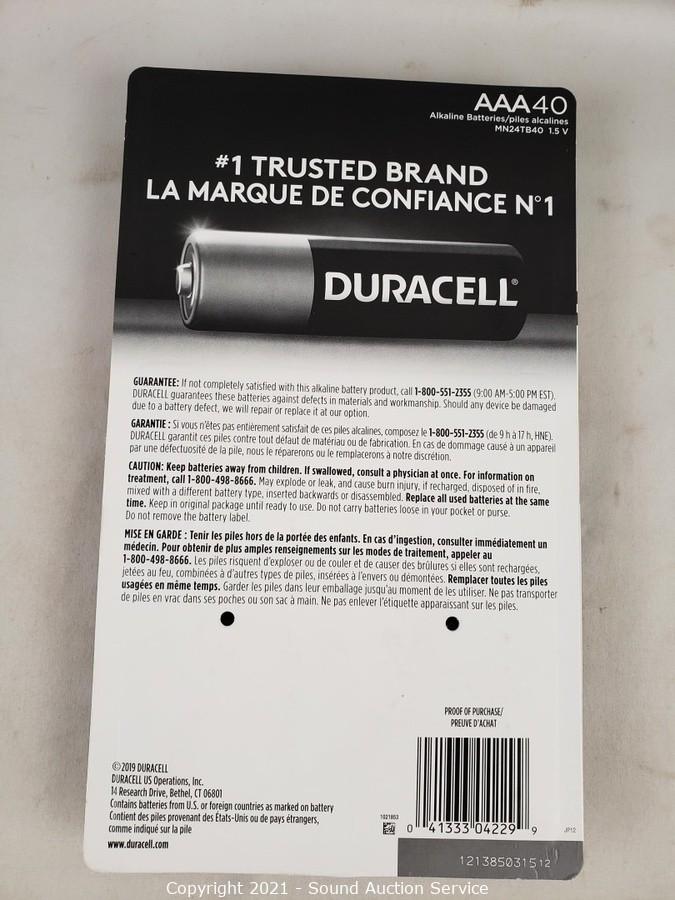 AAA40
Alkaline Batteries/piles alcalines
MN24TB40 1.5 V
#1 TRUSTED BRAND
LA MARQUE DE CONFIANCE N°1
DURACELL®
GUARANTEE: If not completely satisfied with this alkaline battery product, call 1-800-551-2355 (9:00 AM-5:00 PM EST).
DURACELL guarantees these batteries against defects in materials and workmanship. Should any device be damaged
due to a battery defect, we will repair or replace it at our option.
GARANTIE : Si vous n'êtes pas entièrement satisfait de ces piles alcalines, composez le 1-800-551-2355 (de 9 h à 17 h, HNE).
DURACELL garantit ces piles contre tout défaut de matériau ou de fabrication. En cas de dommage causé à un appareil
par une défectuosité de la pile, nous le réparerons ou le remplacerons à notre discrétion.
CAUTION: Keep batteries away from children. If swallowed, consult a physician at once. For information on
treatment, call 1-800-498-8666. May explode or leak, and cause burn injury, if recharged, disposed of in fire,
mixed with a different battery type, inserted backwards or disassembled. Replace all used batteries at the same
time. Keep in original package until ready to use. Do not carry batteries loose in your pocket or purse.
Do not remove the battery label.
MISE EN GARDE : Tenir les piles hors de la portée des enfants. En cas d'ingestion, consulter immédiatement un
médecin. Pour obtenir de plus amples renseignements sur les modes de traitement, appeler au
1-800-498-8666. Les piles risquent d'exploser ou de couler et de causer des brûlures si elles sont rechargées,
jetées au feu, combinées à d'autres types de piles, insérées à l'envers ou démontées. Remplacer toutes les piles
usagées en même temps. Garder les piles dans leur emballage jusqu'au moment de les utiliser. Ne pas transporter
de piles en vrac dans ses poches ou son sac à main. Ne pas enlever l'étiquette apparaissant sur les piles.
PROOF OF PURCHASE/
PREUVE D'ACHAT
©2019 DURACELL
DURACELL US Operations, Inc.
14 Research Drive, Bethel, CT 06801
Contains batteries from U.S. or foreign countries as marked on battery
Contient des piles provenant des États-Unis ou de pays étrangers,
comme indiqué sur la pile
www.duracell.com
1021853
0 41333 04229 9
JP12
121385031512
Copyright 2021 - Sound Auction Service